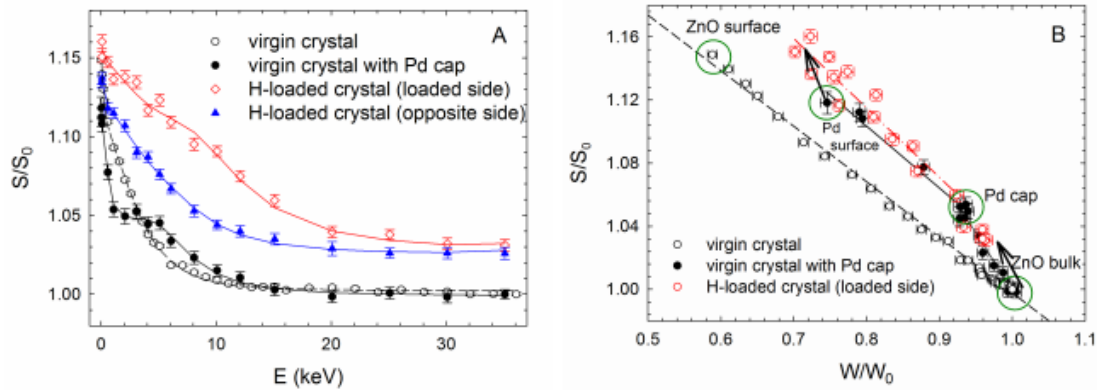 A
virgin crystal
virgin crystal with Pd cap
H-loaded crystal (loaded side)
H-loaded crystal (opposite side)
1.15
1.10
1.05
1.00
S/S₀
0 10 20 30
E (keV)
B
ZnO surface
Pd
surface
Pd cap
ZnO bulk
virgin crystal
virgin crystal with Pd cap
H-loaded crystal (loaded side)
1.16
1.12
1.08
1.04
1.00
S/S₀
0.5 0.6 0.7 0.8 0.9 1.0 1.1
W/W₀